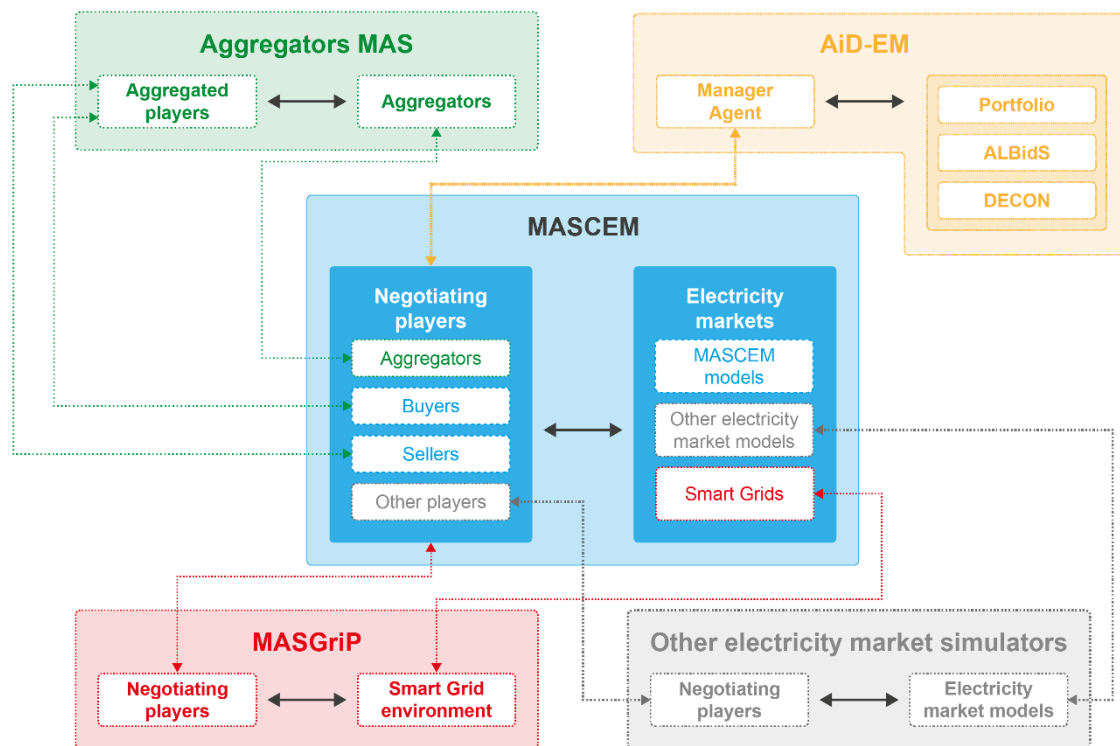 Aggregators MAS
Aggregated
players
Aggregators
AiD-EM
Manager
Agent
Portfolio
ALBidS
DECON
MASCEM
Negotiating
players
Aggregators
Buyers
Sellers
Other players
Electricity
markets
MASCEM
models
Other electricity
market models
Smart Grids
MASGriP
Negotiating
players
Smart Grid
environment
Other electricity market simulators
Negotiating
players
Electricity
market models